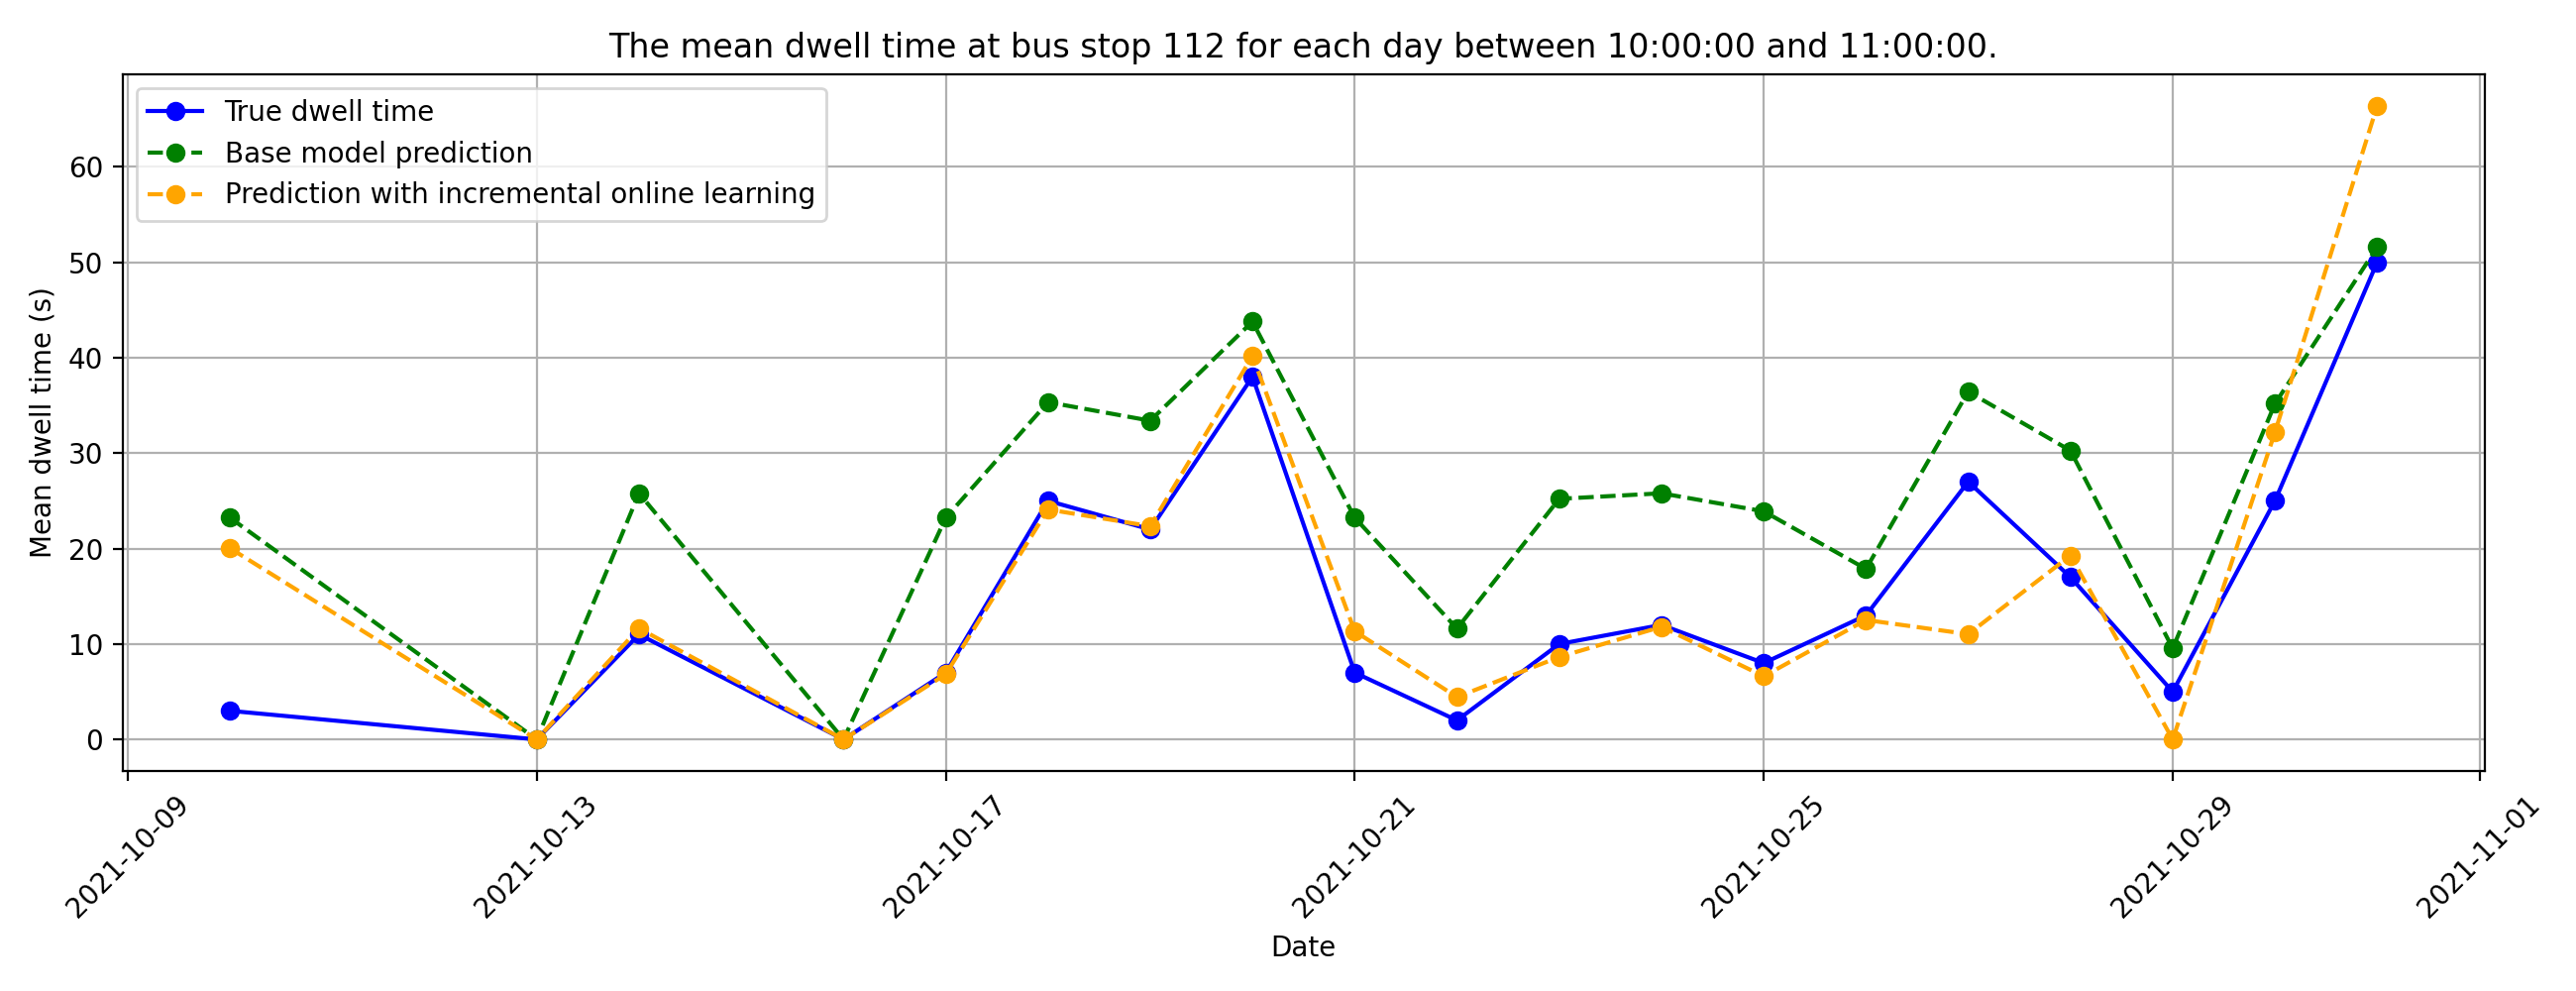 The mean dwell time at bus stop 112 for each day between 10:00:00 and 11:00:00.
True dwell time
Base model prediction
Prediction with incremental online learning
Mean dwell time (s)
60
50
40
30
20
10
0
2021-10-09
2021-10-13
2021-10-17
2021-10-21
2021-10-25
2021-10-29
2021-11-01
Date